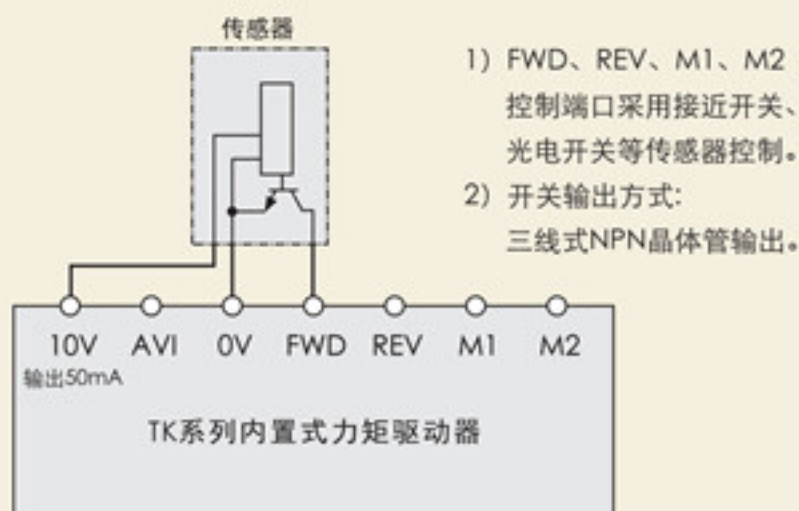 传感器
1) FWD、REV、M1、M2
控制端口采用接近开关、
光电开关等传感器控制。
2) 开关输出方式:
三线式NPN晶体管输出。
10V AVI 0V FWD REV M1 M2
输出50mA
TK系列内置式力矩驱动器